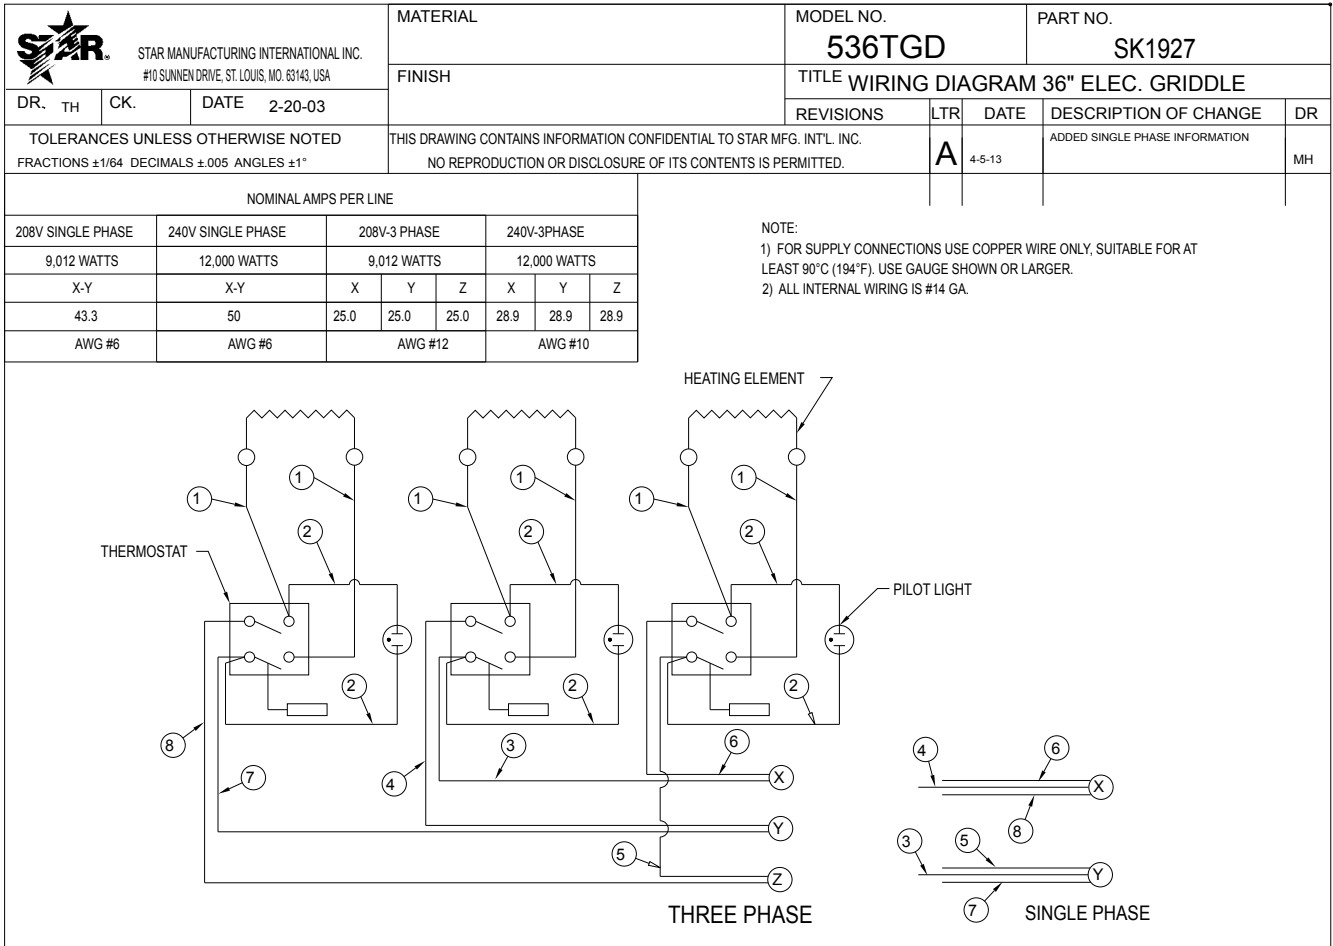 STAR®
STAR MANUFACTURING INTERNATIONAL INC.
#10 SUNNEN DRIVE, ST. LOUIS, MO. 63143, USA
DR. TH
CK.
DATE 2-20-03
MATERIAL
FINISH
MODEL NO.
536TGD
PART NO.
SK1927
TITLE WIRING DIAGRAM 36" ELEC. GRIDDLE
REVISIONS LTR DATE DESCRIPTION OF CHANGE DR
A 4-5-13 ADDED SINGLE PHASE INFORMATION MH
TOLERANCES UNLESS OTHERWISE NOTED
FRACTIONS ±1/64 DECIMALS ±.005 ANGLES ±1°
THIS DRAWING CONTAINS INFORMATION CONFIDENTIAL TO STAR MFG. INT'L. INC.
NO REPRODUCTION OR DISCLOSURE OF ITS CONTENTS IS PERMITTED.
NOMINAL AMPS PER LINE
208V SINGLE PHASE 240V SINGLE PHASE 208V-3 PHASE 240V-3PHASE
9,012 WATTS 12,000 WATTS 9,012 WATTS 12,000 WATTS
X-Y X-Y X Y Z X Y Z
43.3 50 25.0 25.0 25.0 28.9 28.9 28.9
AWG #6 AWG #6 AWG #12 AWG #10
NOTE:
1) FOR SUPPLY CONNECTIONS USE COPPER WIRE ONLY, SUITABLE FOR AT
LEAST 90°C (194°F). USE GAUGE SHOWN OR LARGER.
2) ALL INTERNAL WIRING IS #14 GA.
HEATING ELEMENT
1 1 1 1 1 1
2 2 2
THERMOSTAT
PILOT LIGHT
2 2 2
8 3 6
7 4 X
Y
5 Z
THREE PHASE
4 6
X
8
3 5
Y
7
SINGLE PHASE